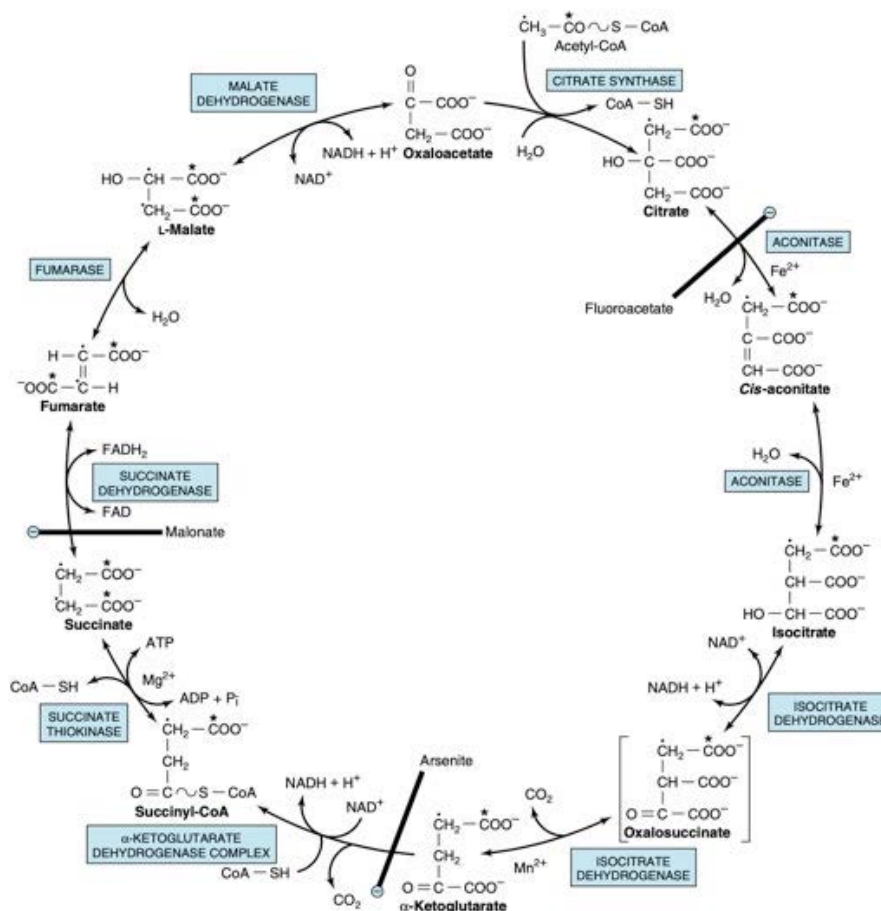 *
CH3 — CO ~ S — CoA
Acetyl-CoA
CITRATE SYNTHASE
CoA — SH
H2O
MALATE
DEHYDROGENASE
NADH + H+
NAD+
O
C — COO−
CH2 — COO−
Oxaloacetate
*
CH2 — COO−
HO — C — COO−
CH2 — COO−
Citrate
−
ACONITASE
Fe2+
H2O
Fluoroacetate
*
CH2 — COO−
C — COO−
CH — COO−
Cis-aconitate
H2O
ACONITASE
Fe2+
*
CH2 — COO−
CH — COO−
HO — CH — COO−
Isocitrate
NAD+
NADH + H+
ISOCITRATE
DEHYDROGENASE
*
CH2 — COO−
CH — COO−
O = C — COO−
Oxalosuccinate
CO2
Mn2+
ISOCITRATE
DEHYDROGENASE
*
CH2 — COO−
CH2
O = C — COO−
α-Ketoglutarate
Arsenite
−
NADH + H+
NAD+
α-KETOGLUTARATE
DEHYDROGENASE COMPLEX
CoA — SH
CO2
*
CH2 — COO−
CH2
O = C ~ S — CoA
Succinyl-CoA
ATP
Mg2+
CoA — SH
ADP + Pi
SUCCINATE
THIOKINASE
*
CH2 — COO−
*
CH2 — COO−
Succinate
−
Malonate
FADH2
SUCCINATE
DEHYDROGENASE
FAD
*
H — C — COO−
*
−OOC — C — H
Fumarate
FUMARASE
H2O
*
HO — CH — COO−
*
CH2 — COO−
L-Malate